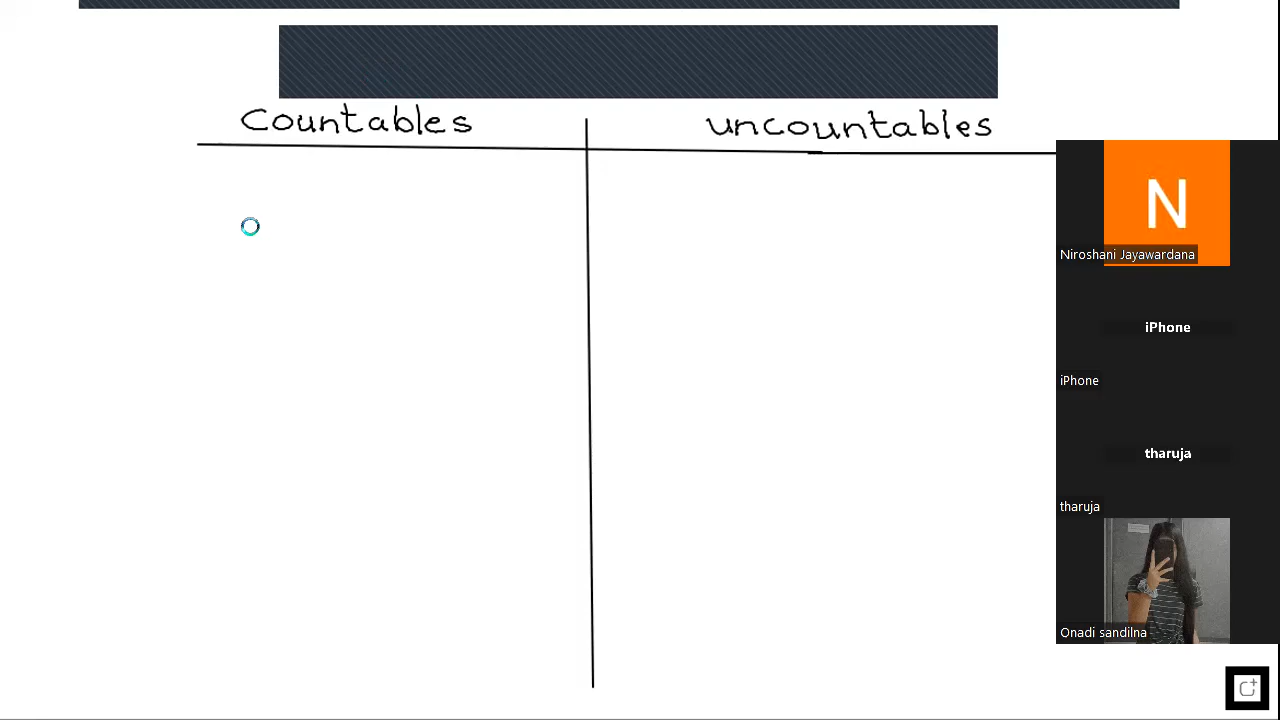 Countables
uncountables
N
Niroshani Jayawardana
iPhone
iPhone
tharuja
tharuja
Onadi sandilna